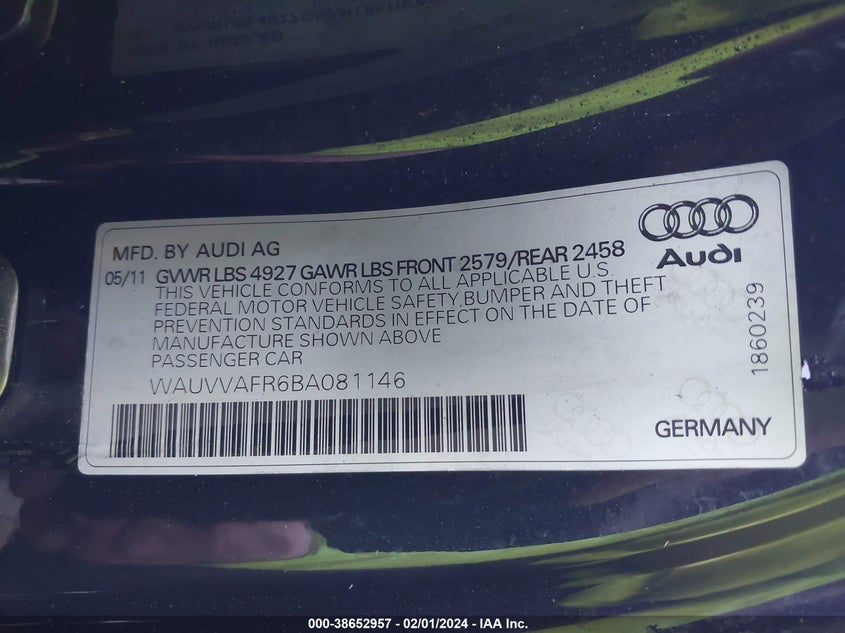 MFD. BY AUDI AG
05/11 GVWR LBS 4927 GAWR LBS FRONT 2579/REAR 2458
THIS VEHICLE CONFORMS TO ALL APPLICABLE U.S.
FEDERAL MOTOR VEHICLE SAFETY, BUMPER AND THEFT
PREVENTION STANDARDS IN EFFECT ON THE DATE OF
MANUFACTURE SHOWN ABOVE
PASSENGER CAR
WAUVVAFR6BA081146
Audi
1860239
GERMANY
000-38652957 - 02/01/2024 - IAA, Inc.